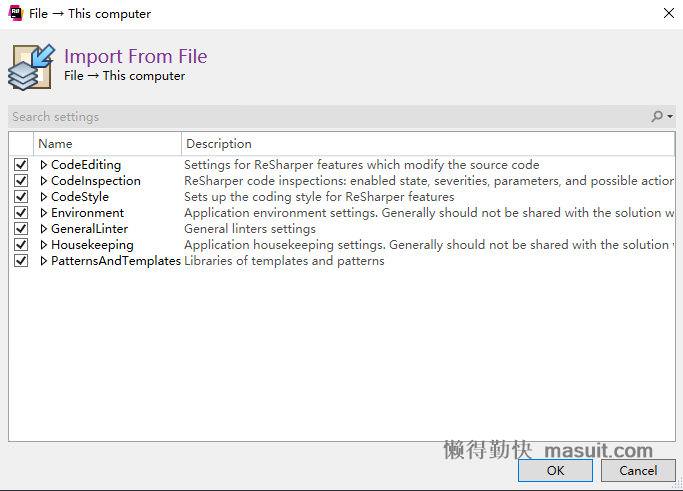 File → This computer
Import From File
File → This computer
Search settings
Name Description
CodeEditing Settings for ReSharper features which modify the source code
CodeInspection ReSharper code inspections: enabled state, severities, parameters, and possible action
CodeStyle Sets up the coding style for ReSharper features
Environment Application environment settings. Generally should not be shared with the solution w
GeneralLinter General linters settings
Housekeeping Application housekeeping settings. Generally should not be shared with the solution
PatternsAndTemplates Libraries of templates and patterns
懒得勤快 masuit.com
OK Cancel